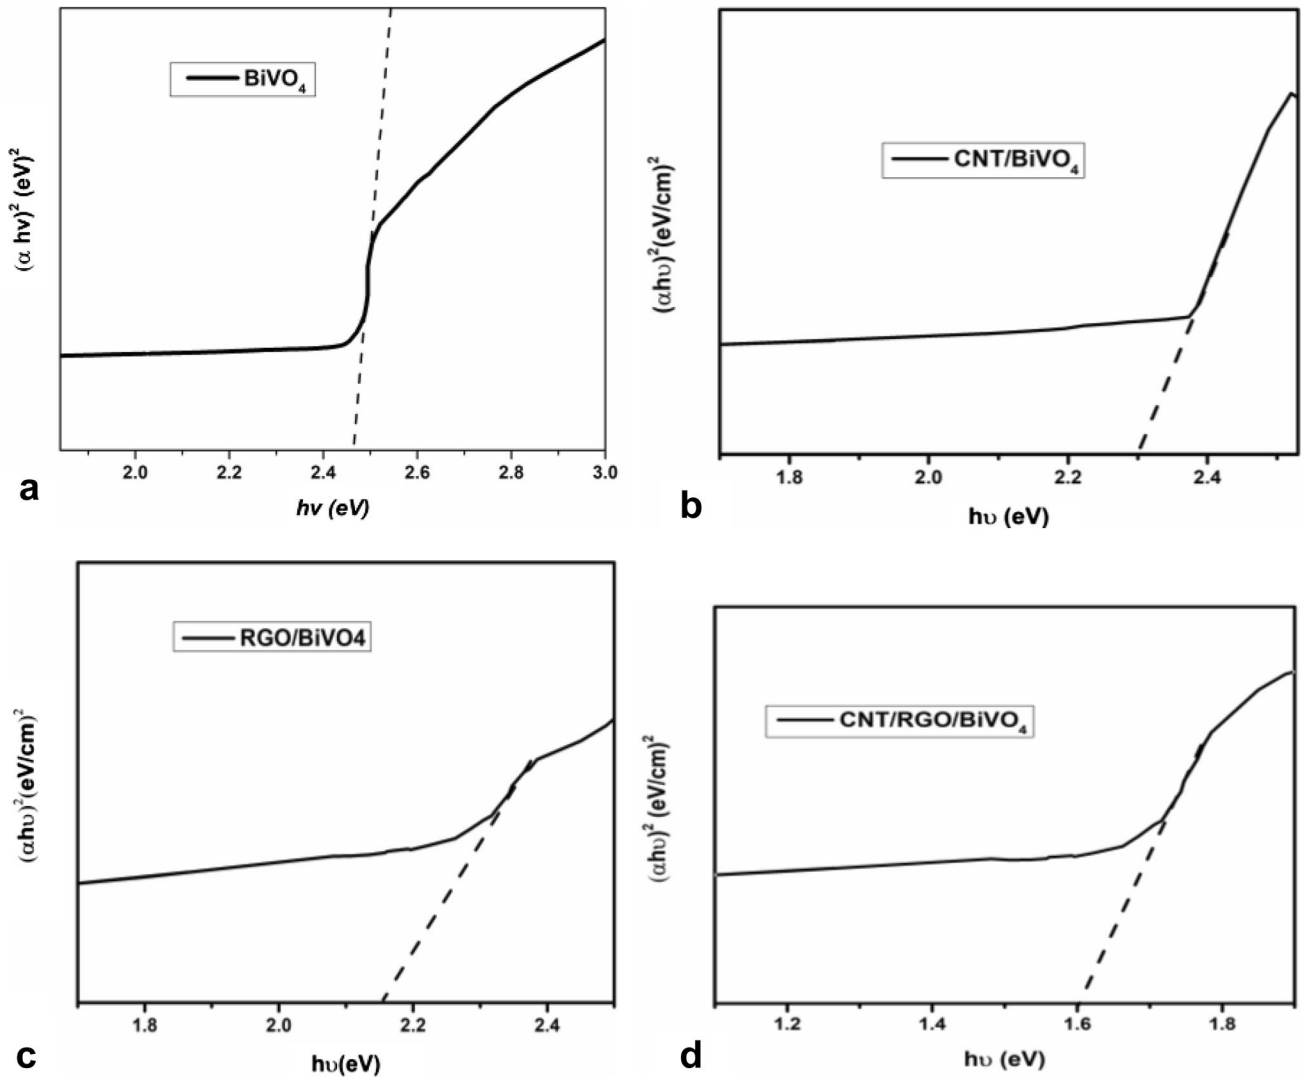 BiVO₄
(α hν)² (eV)²
2.0 2.2 2.4 2.6 2.8 3.0
hν (eV)
a
CNT/BiVO₄
(αhυ)²(eV/cm)²
1.8 2.0 2.2 2.4
hυ (eV)
b
RGO/BiVO4
(αhυ)²(eV/cm)²
1.8 2.0 2.2 2.4
hυ(eV)
c
CNT/RGO/BiVO₄
(αhυ)² (eV/cm)²
1.2 1.4 1.6 1.8
hυ (eV)
d